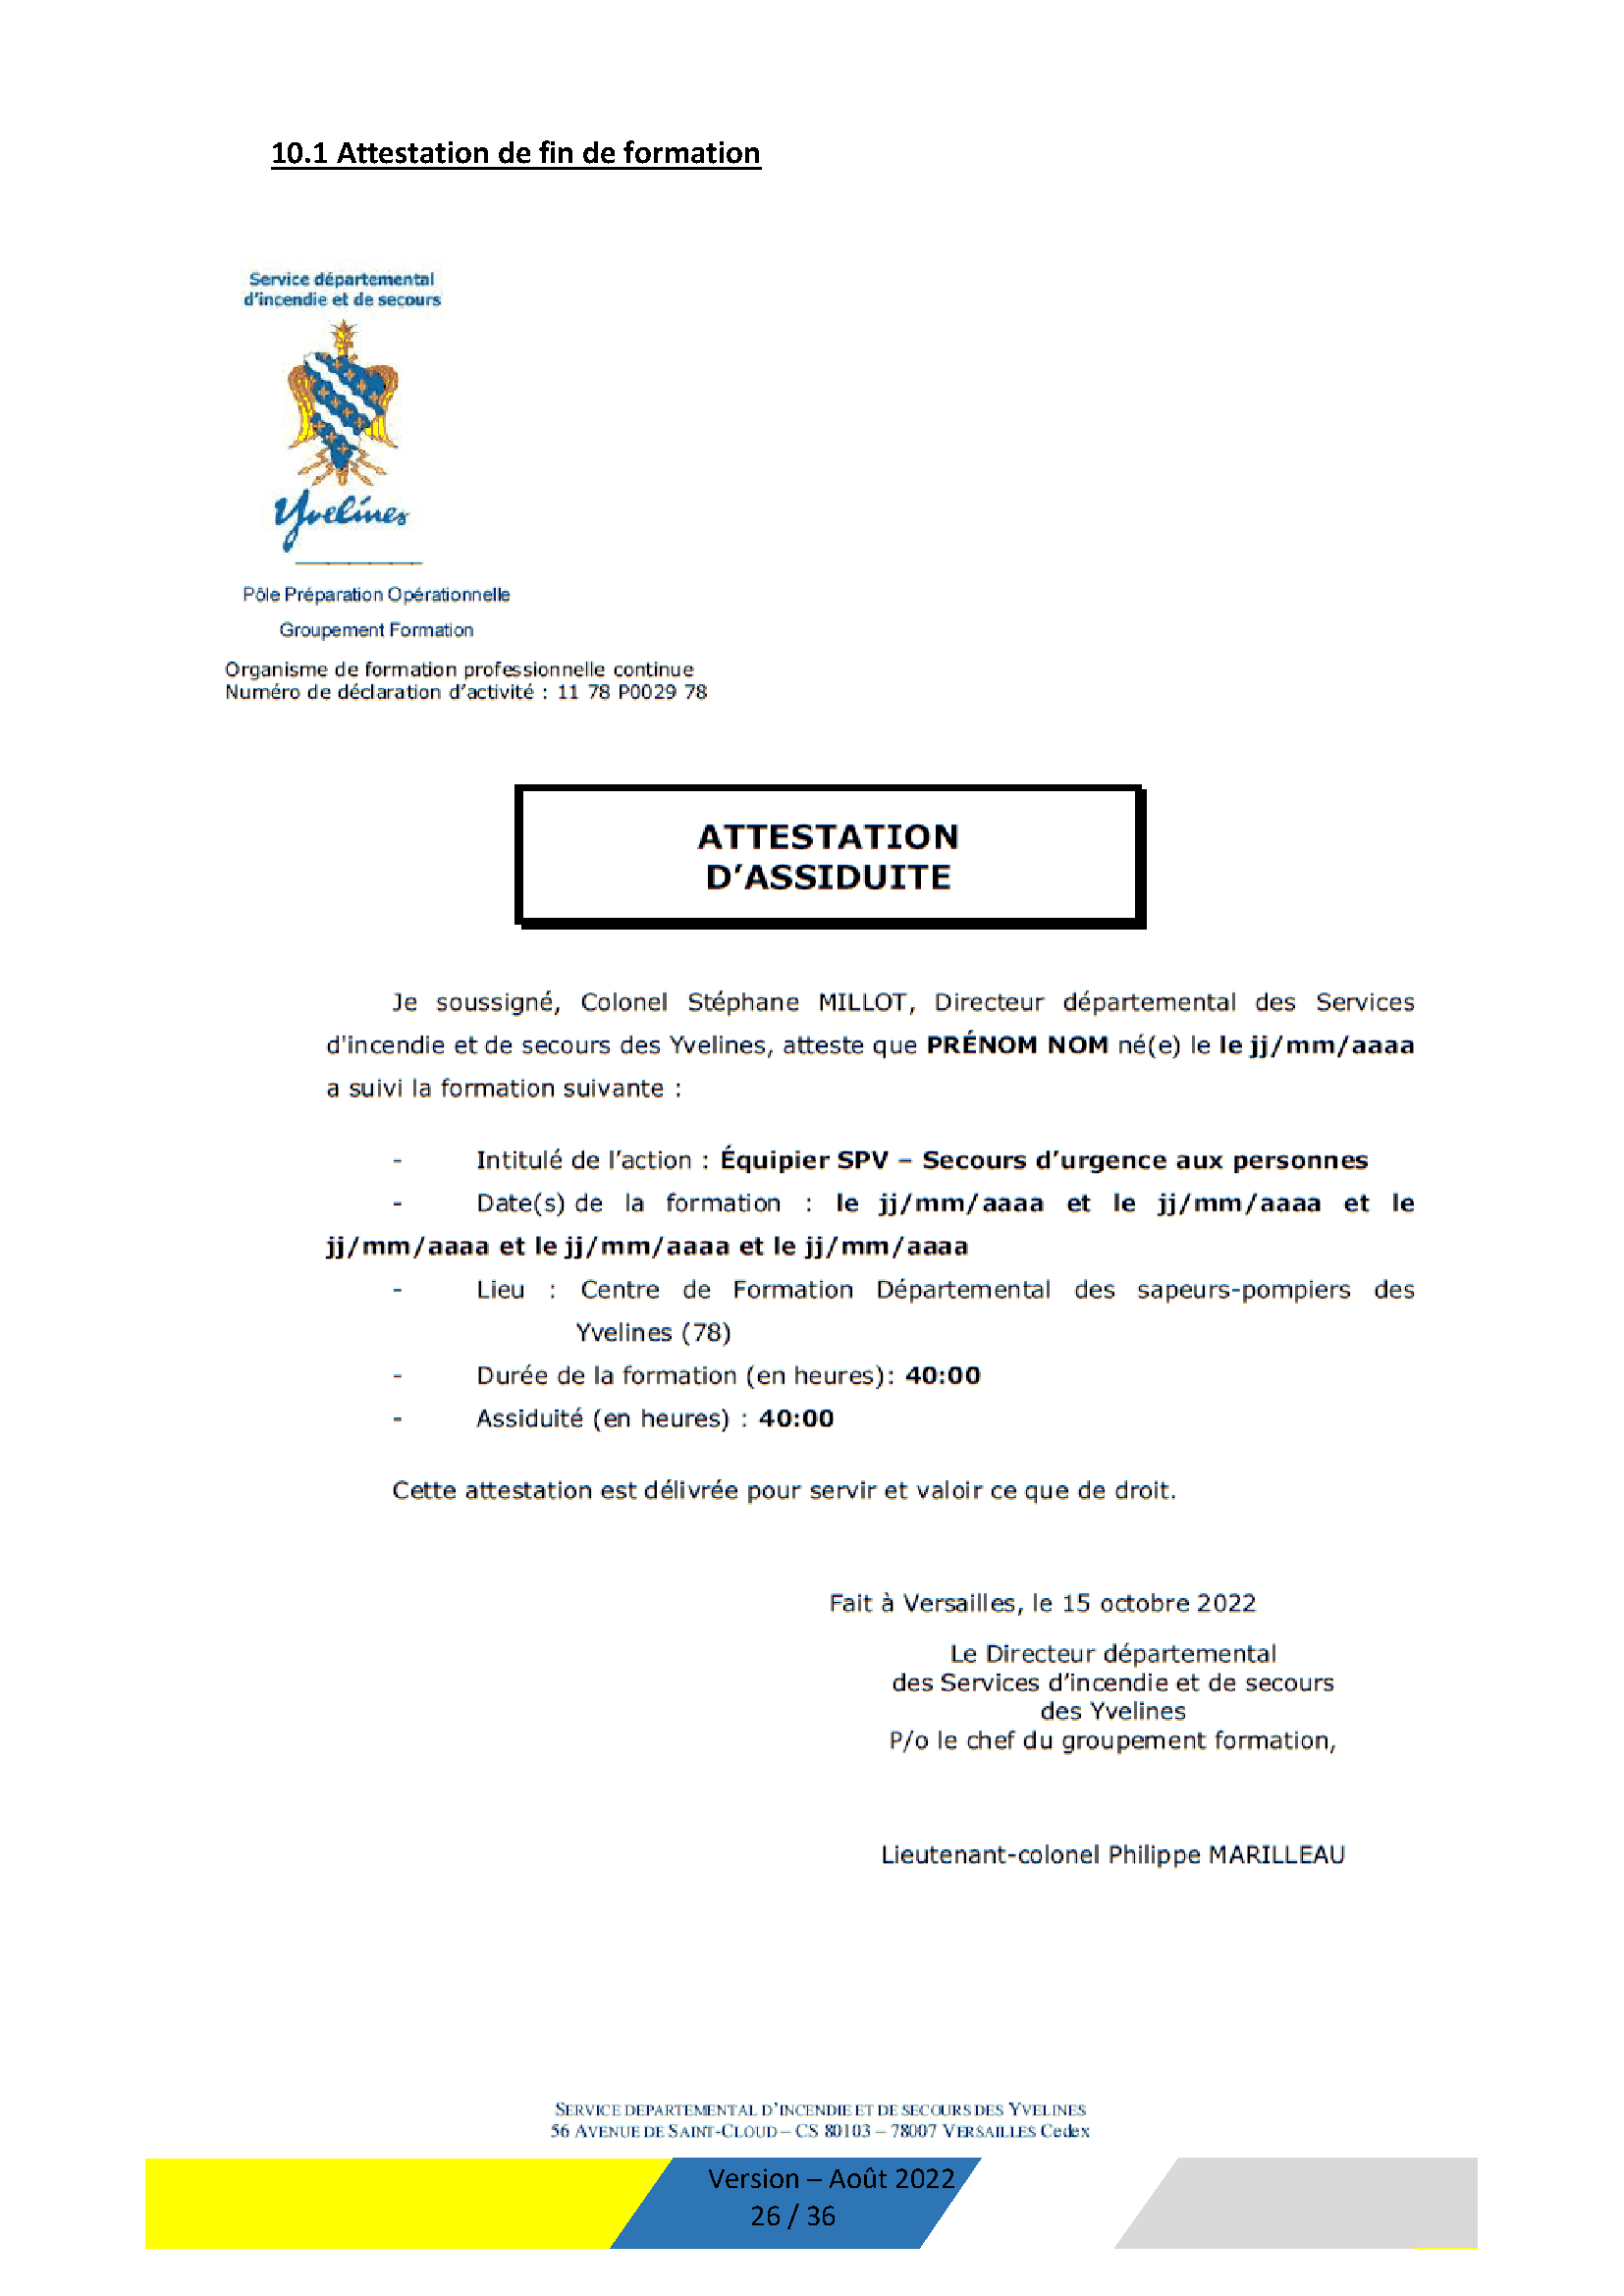 10.1 Attestation de fin de formation
Service départemental
d'incendie et de secours
Yvelines
Pôle Préparation Opérationnelle
Groupement Formation
Organisme de formation professionnelle continue
Numéro de déclaration d'activité : 11 78 P0029 78
ATTESTATION
D'ASSIDUITE
Je soussigné, Colonel Stéphane MILLOT, Directeur départemental des Services
d'incendie et de secours des Yvelines, atteste que PRÉNOM NOM né(e) le le jj/mm/aaaa
a suivi la formation suivante :
- Intitulé de l'action : Équipier SPV – Secours d'urgence aux personnes
- Date(s) de la formation : le jj/mm/aaaa et le jj/mm/aaaa et le
jj/mm/aaaa et le jj/mm/aaaa et le jj/mm/aaaa
- Lieu : Centre de Formation Départemental des sapeurs-pompiers des
Yvelines (78)
- Durée de la formation (en heures): 40:00
- Assiduité (en heures) : 40:00
Cette attestation est délivrée pour servir et valoir ce que de droit.
Fait à Versailles, le 15 octobre 2022
Le Directeur départemental
des Services d'incendie et de secours
des Yvelines
P/o le chef du groupement formation,
Lieutenant-colonel Philippe MARILLEAU
SERVICE DEPARTEMENTAL D'INCENDIE ET DE SECOURS DES YVELINES
56 AVENUE DE SAINT-CLOUD – CS 80103 – 78007 VERSAILLES Cedex
Version – Août 2022
26 / 36